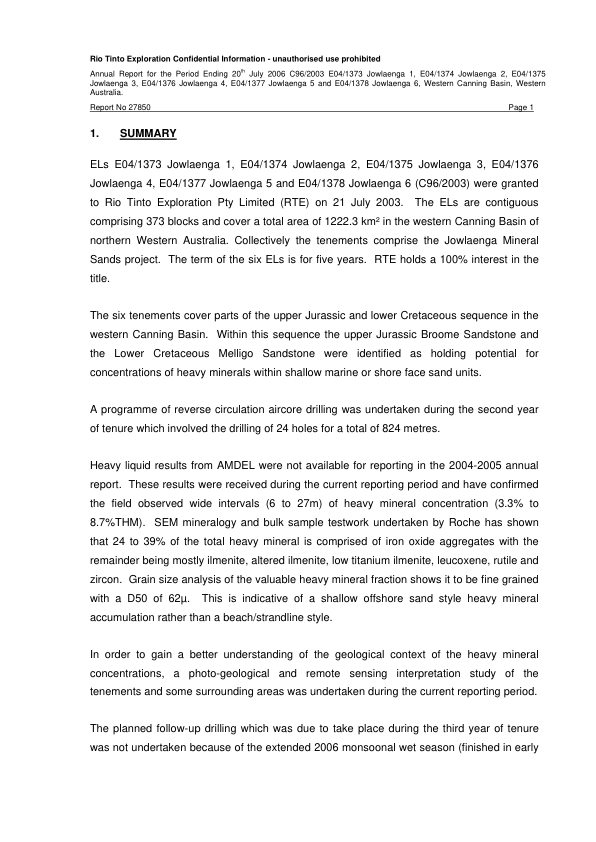 Rio Tinto Exploration Confidential Information - unauthorised use prohibited
Annual Report for the Period Ending 20th July 2006 C96/2003 E04/1373 Jowlaenga 1, E04/1374 Jowlaenga 2, E04/1375
Jowlaenga 3, E04/1376 Jowlaenga 4, E04/1377 Jowlaenga 5 and E04/1378 Jowlaenga 6, Western Canning Basin, Western
Australia.
Report No 27850 Page 1
1. SUMMARY
ELs E04/1373 Jowlaenga 1, E04/1374 Jowlaenga 2, E04/1375 Jowlaenga 3, E04/1376
Jowlaenga 4, E04/1377 Jowlaenga 5 and E04/1378 Jowlaenga 6 (C96/2003) were granted
to Rio Tinto Exploration Pty Limited (RTE) on 21 July 2003. The ELs are contiguous
comprising 373 blocks and cover a total area of 1222.3 km² in the western Canning Basin of
northern Western Australia. Collectively the tenements comprise the Jowlaenga Mineral
Sands project. The term of the six ELs is for five years. RTE holds a 100% interest in the
title.
The six tenements cover parts of the upper Jurassic and lower Cretaceous sequence in the
western Canning Basin. Within this sequence the upper Jurassic Broome Sandstone and
the Lower Cretaceous Melligo Sandstone were identified as holding potential for
concentrations of heavy minerals within shallow marine or shore face sand units.
A programme of reverse circulation aircore drilling was undertaken during the second year
of tenure which involved the drilling of 24 holes for a total of 824 metres.
Heavy liquid results from AMDEL were not available for reporting in the 2004-2005 annual
report. These results were received during the current reporting period and have confirmed
the field observed wide intervals (6 to 27m) of heavy mineral concentration (3.3% to
8.7%THM). SEM mineralogy and bulk sample testwork undertaken by Roche has shown
that 24 to 39% of the total heavy mineral is comprised of iron oxide aggregates with the
remainder being mostly ilmenite, altered ilmenite, low titanium ilmenite, leucoxene, rutile and
zircon. Grain size analysis of the valuable heavy mineral fraction shows it to be fine grained
with a D50 of 62µ. This is indicative of a shallow offshore sand style heavy mineral
accumulation rather than a beach/strandline style.
In order to gain a better understanding of the geological context of the heavy mineral
concentrations, a photo-geological and remote sensing interpretation study of the
tenements and some surrounding areas was undertaken during the current reporting period.
The planned follow-up drilling which was due to take place during the third year of tenure
was not undertaken because of the extended 2006 monsoonal wet season (finished in early